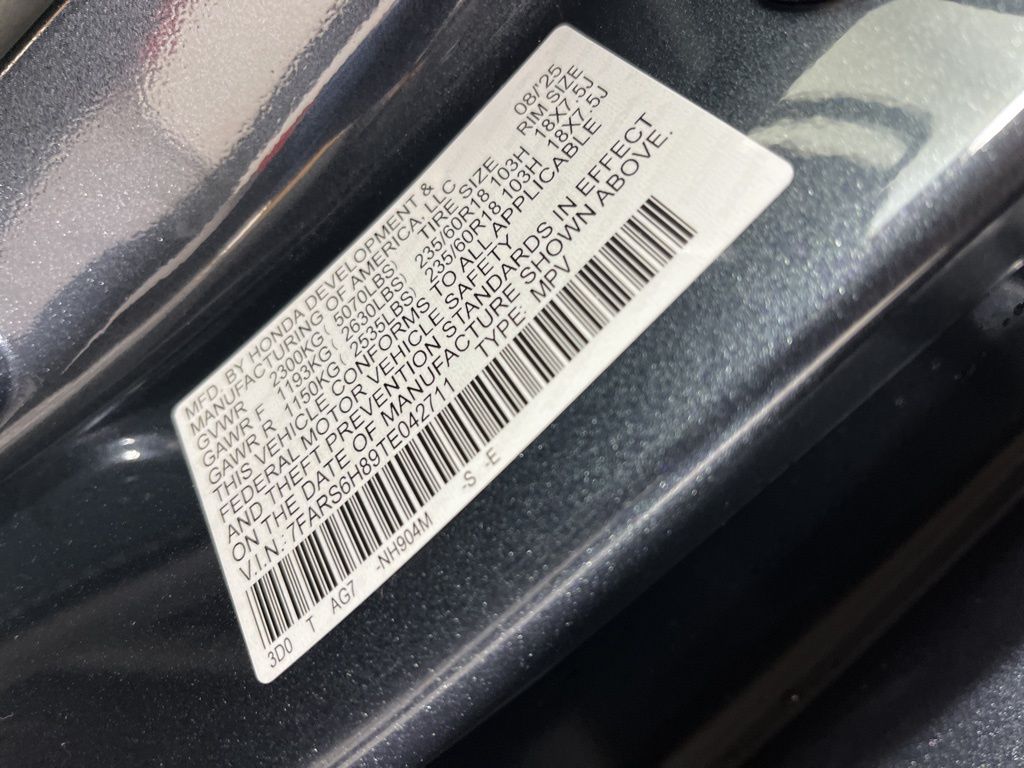 MFD. BY HONDA DEVELOPMENT & 08/'25
MANUFACTURING OF AMERICA, LLC
GVWR 2300KG ( 5070LBS) TIRE SIZE RIM SIZE
GAWR F 1193KG ( 2630LBS) 235/60R18 103H 18X7.5J
GAWR R 1150KG ( 2535LBS) 235/60R18 103H 18X7.5J
THIS VEHICLE CONFORMS TO ALL APPLICABLE
FEDERAL MOTOR VEHICLE SAFETY
AND THEFT PREVENTION STANDARDS IN EFFECT
ON THE DATE OF MANUFACTURE SHOWN ABOVE.
V.I.N.: 7FARS6H89TE042711 TYPE: MPV
3D0 T AG7 -NH904M -S -E